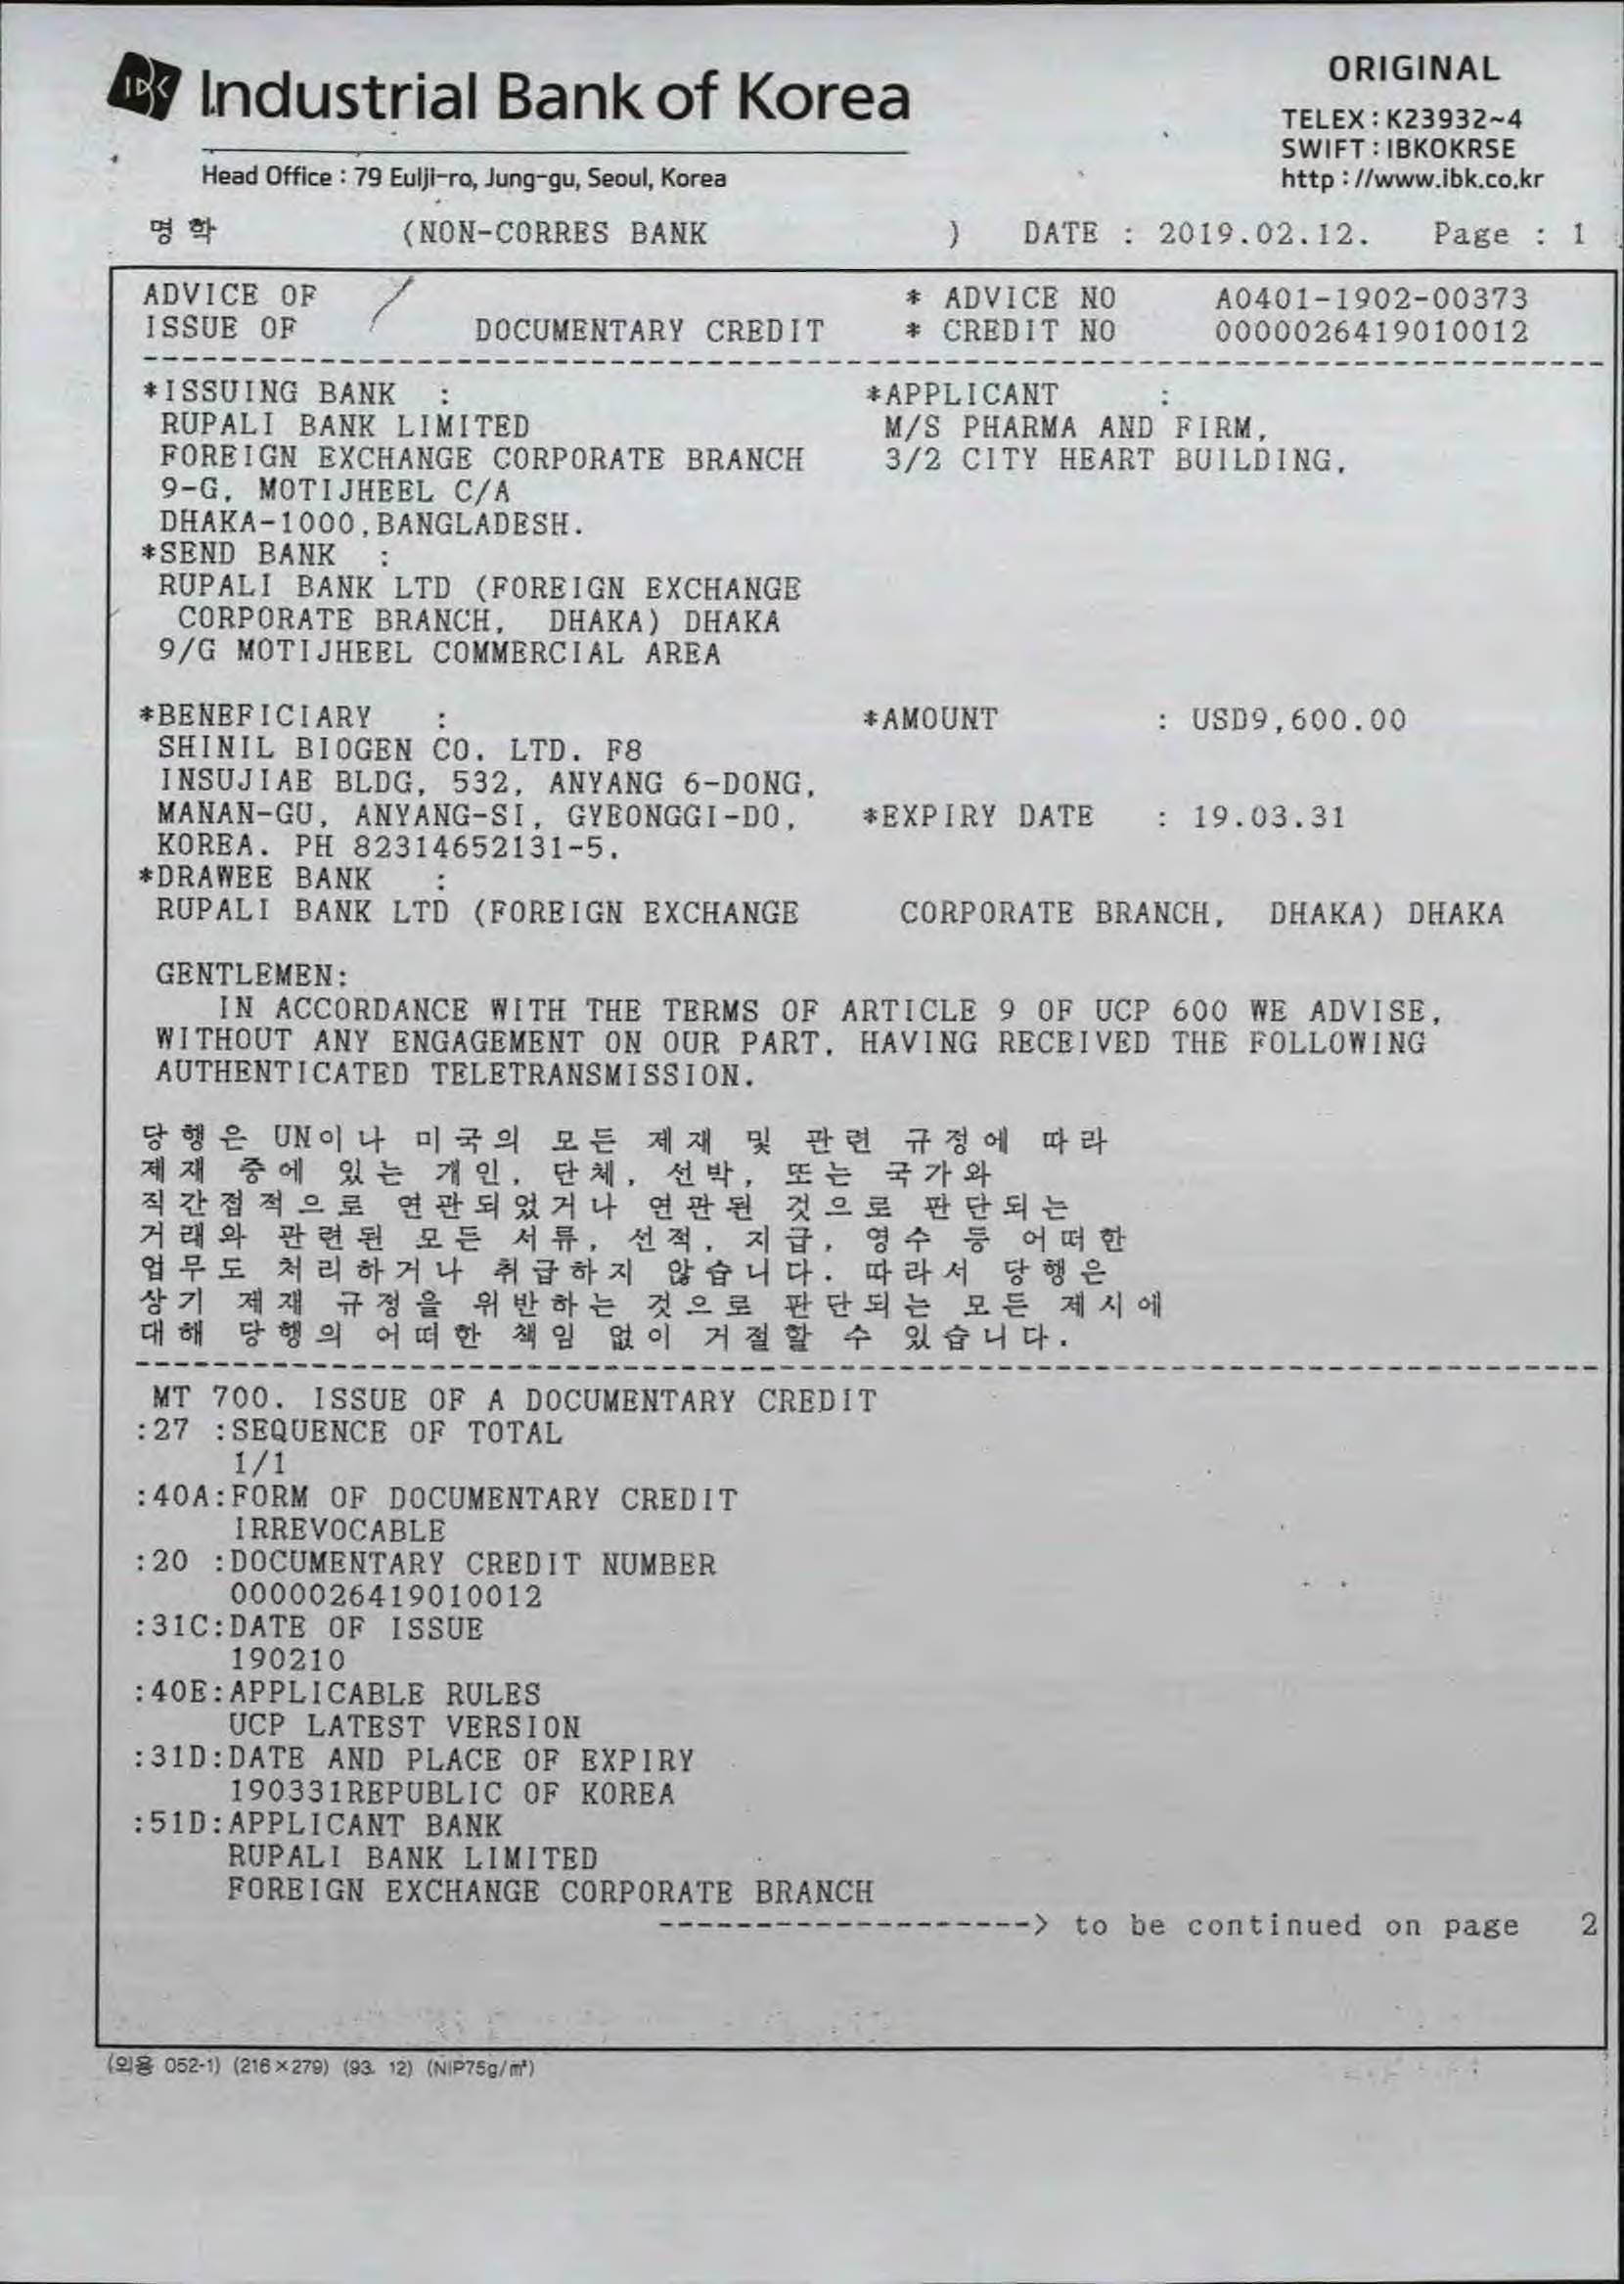 IBK Industrial Bank of Korea
Head Office : 79 Eulji-ro, Jung-gu, Seoul, Korea
ORIGINAL
TELEX : K23932~4
SWIFT : IBKOKRSE
http : //www.ibk.co.kr
명학 (NON-CORRES BANK ) DATE : 2019.02.12. Page : 1
ADVICE OF * ADVICE NO A0401-1902-00373
ISSUE OF DOCUMENTARY CREDIT * CREDIT NO 0000026419010012
*ISSUING BANK : *APPLICANT :
RUPALI BANK LIMITED M/S PHARMA AND FIRM,
FOREIGN EXCHANGE CORPORATE BRANCH 3/2 CITY HEART BUILDING,
9-G, MOTIJHEEL C/A
DHAKA-1000,BANGLADESH.
*SEND BANK :
RUPALI BANK LTD (FOREIGN EXCHANGE
CORPORATE BRANCH, DHAKA) DHAKA
9/G MOTIJHEEL COMMERCIAL AREA
*BENEFICIARY : *AMOUNT : USD9,600.00
SHINIL BIOGEN CO. LTD. F8
INSUJIAE BLDG, 532, ANYANG 6-DONG,
MANAN-GU, ANYANG-SI, GYEONGGI-DO, *EXPIRY DATE : 19.03.31
KOREA. PH 82314652131-5.
*DRAWEE BANK :
RUPALI BANK LTD (FOREIGN EXCHANGE CORPORATE BRANCH, DHAKA) DHAKA
GENTLEMEN:
IN ACCORDANCE WITH THE TERMS OF ARTICLE 9 OF UCP 600 WE ADVISE,
WITHOUT ANY ENGAGEMENT ON OUR PART, HAVING RECEIVED THE FOLLOWING
AUTHENTICATED TELETRANSMISSION.
당행은 UN이나 미국의 모든 제재 및 관련 규정에 따라
제재 중에 있는 개인, 단체, 선박, 또는 국가와
직간접적으로 연관되었거나 연관된 것으로 판단되는
거래와 관련된 모든 서류, 선적, 지급, 영수 등 어떠한
업무도 처리하거나 취급하지 않습니다. 따라서 당행은
상기 제재 규정을 위반하는 것으로 판단되는 모든 제시에
대해 당행의 어떠한 책임 없이 거절할 수 있습니다.
MT 700. ISSUE OF A DOCUMENTARY CREDIT
:27 :SEQUENCE OF TOTAL
1/1
:40A:FORM OF DOCUMENTARY CREDIT
IRREVOCABLE
:20 :DOCUMENTARY CREDIT NUMBER
0000026419010012
:31C:DATE OF ISSUE
190210
:40E:APPLICABLE RULES
UCP LATEST VERSION
:31D:DATE AND PLACE OF EXPIRY
190331REPUBLIC OF KOREA
:51D:APPLICANT BANK
RUPALI BANK LIMITED
FOREIGN EXCHANGE CORPORATE BRANCH
-------------------> to be continued on page 2
(외용 052-1) (216×279) (93. 12) (NIP75g/㎡)